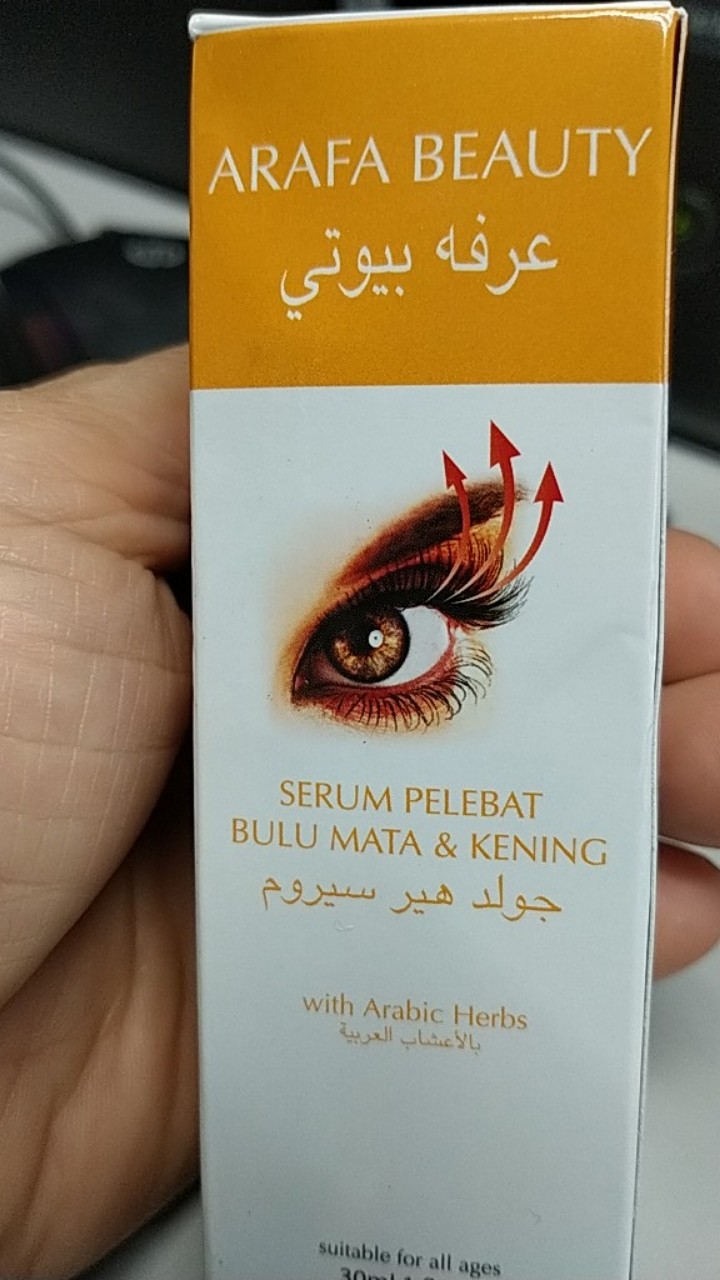 ARAFA BEAUTY
عرفه بيوتي
SERUM PELEBAT
BULU MATA & KENING
جولد هير سيروم
with Arabic Herbs
بالأعشاب العربية
suitable for all ages
30ml